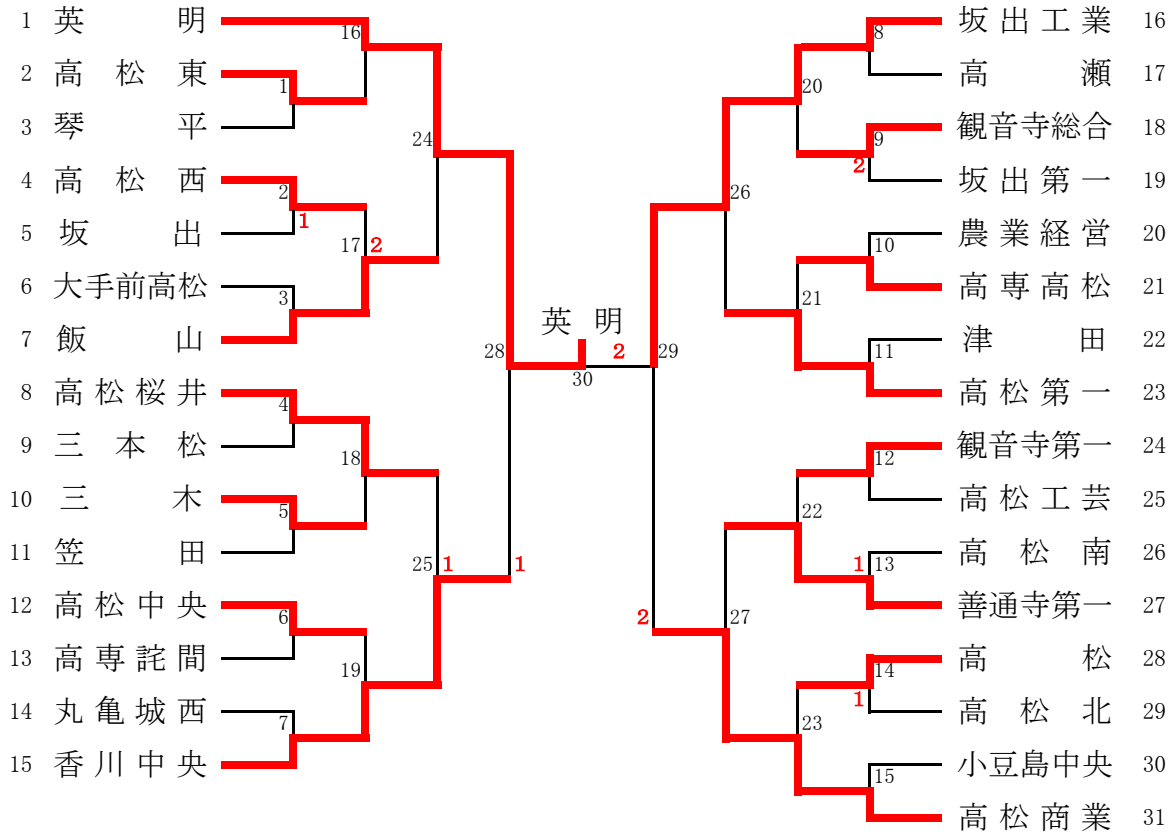 1 英明
2 高松東
3 琴平
4 高松西
5 坂出
6 大手前高松
7 飯山
8 高松桜井
9 三本松
10 三木
11 笠田
12 高松中央
13 高専詫間
14 丸亀城西
15 香川中央
16
1
24
2
1
17 2
3
28
4
18
5
25 1
1
6
19
7
英明
2
30
29
8
20
9
2
26
10
21
11
12
22
1
13
2
27
14
1
23
15
坂出工業 16
高瀬 17
観音寺総合 18
坂出第一 19
農業経営 20
高専高松 21
津田 22
高松第一 23
観音寺第一 24
高松工芸 25
高松南 26
善通寺第一 27
高松 28
高松北 29
小豆島中央 30
高松商業 31